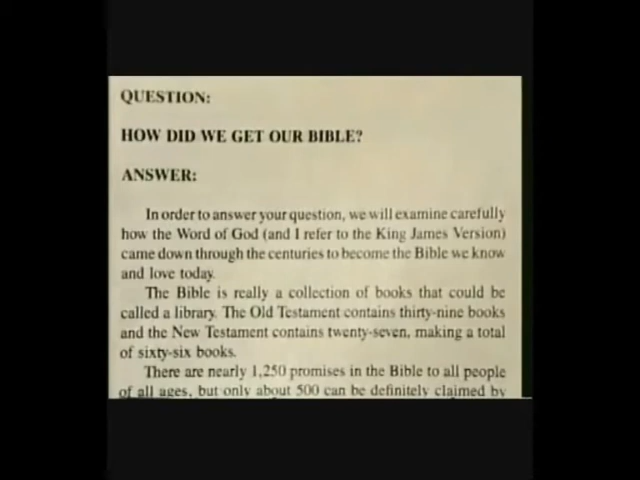 QUESTION:
HOW DID WE GET OUR BIBLE?
ANSWER:
In order to answer your question, we will examine carefully
how the Word of God (and I refer to the King James Version)
came down through the centuries to become the Bible we know
and love today.
The Bible is really a collection of books that could be
called a library. The Old Testament contains thirty-nine books
and the New Testament contains twenty-seven, making a total
of sixty-six books.
There are nearly 1,250 promises in the Bible to all people
of all ages, but only about 500 can be definitely claimed by